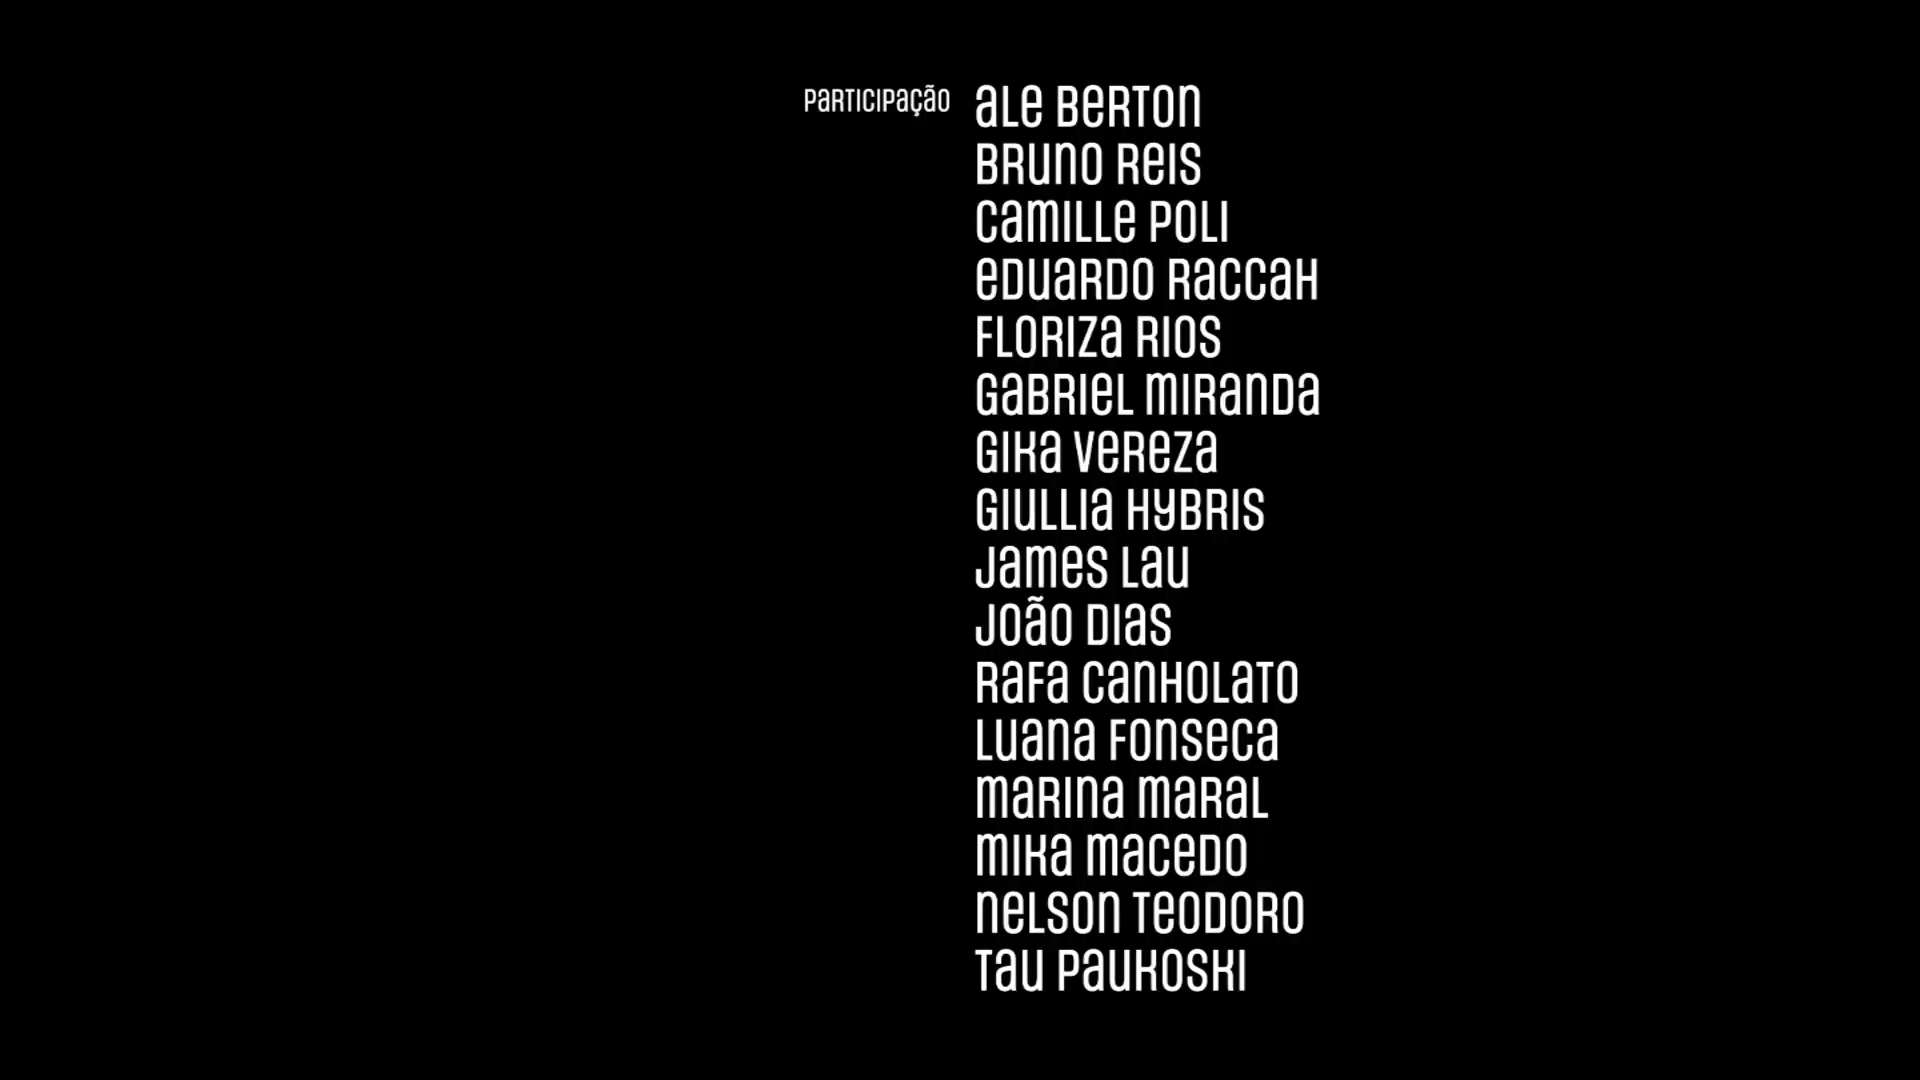 Participação
Ale Berton
Bruno Reis
Camille Poli
Eduardo Raccah
Floriza Rios
Gabriel Miranda
Gika Vereza
Giullia Hybris
James Lau
João Dias
Rafa Canholato
Luana Fonseca
Marina Maral
Mika Macedo
Nelson Teodoro
Tau Paukoski